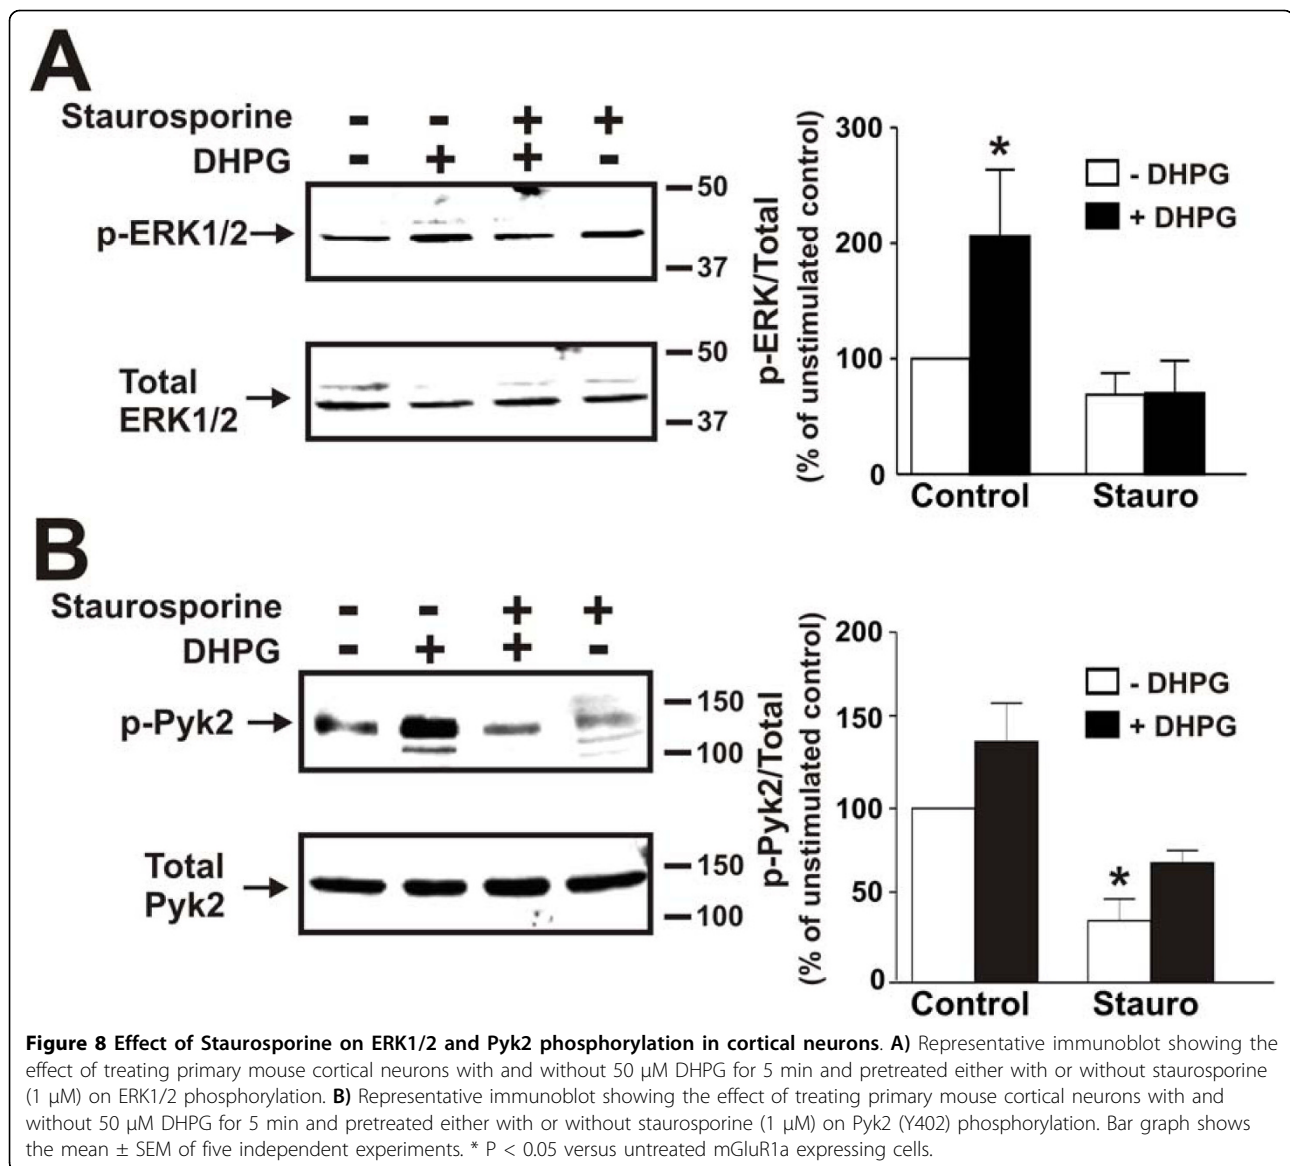 A
Staurosporine - - + +
DHPG - + + -
p-ERK1/2
50
37
Total
ERK1/2
50
37
p-ERK/Total
(% of unstimulated control)
300
200
100
0
*
- DHPG
+ DHPG
Control Stauro
B
Staurosporine - - + +
DHPG - + + -
p-Pyk2
150
100
Total
Pyk2
150
100
p-Pyk2/Total
(% of unstimulated control)
200
150
100
50
0
*
- DHPG
+ DHPG
Control Stauro
Figure 8 Effect of Staurosporine on ERK1/2 and Pyk2 phosphorylation in cortical neurons. A) Representative immunoblot showing the
effect of treating primary mouse cortical neurons with and without 50 μM DHPG for 5 min and pretreated either with or without staurosporine
(1 μM) on ERK1/2 phosphorylation. B) Representative immunoblot showing the effect of treating primary mouse cortical neurons with and
without 50 μM DHPG for 5 min and pretreated either with or without staurosporine (1 μM) on Pyk2 (Y402) phosphorylation. Bar graph shows
the mean ± SEM of five independent experiments. * P < 0.05 versus untreated mGluR1a expressing cells.